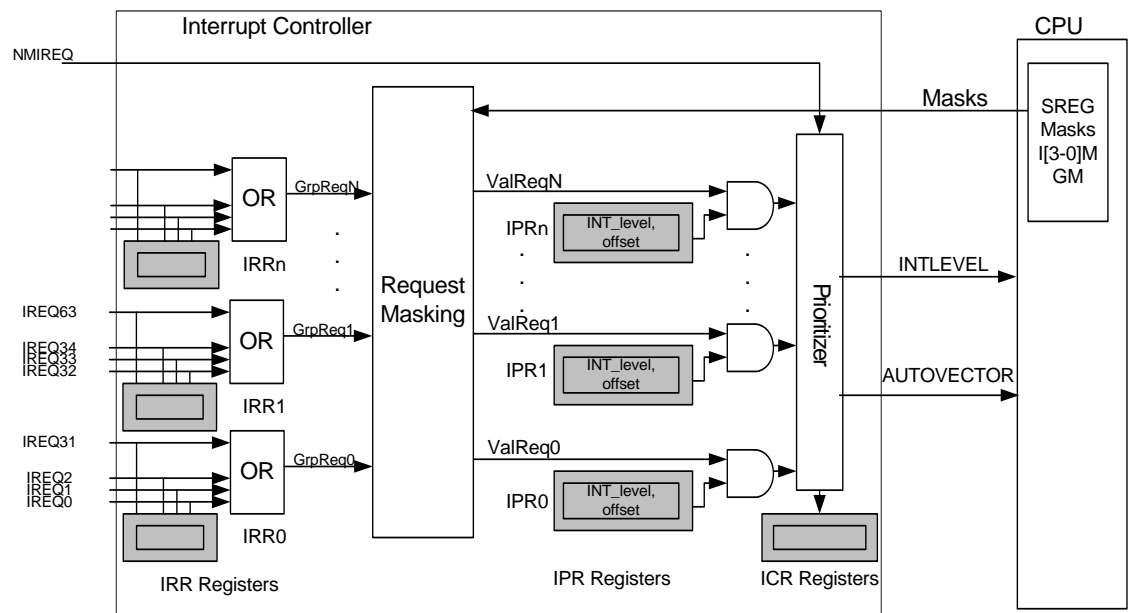 Interrupt Controller
CPU
NMIREQ
Masks
SREG
Masks
I[3-0]M
GM
OR
GrpReqN
ValReqN
IRRn
IPRn
INT_level,
offset
Request
Masking
Prioritizer
INTLEVEL
IREQ63
OR
GrpReq1
ValReq1
IREQ34
IREQ33
IREQ32
IPR1
INT_level,
offset
AUTOVECTOR
IRR1
IREQ31
OR
GrpReq0
ValReq0
IREQ2
IREQ1
IREQ0
IPR0
INT_level,
offset
IRR0
IRR Registers
IPR Registers
ICR Registers